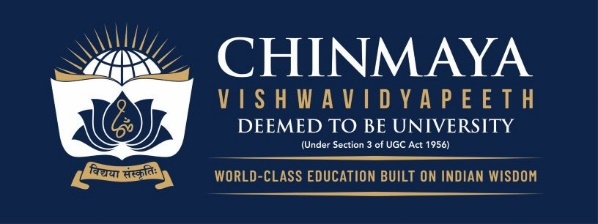 CHINMAYA
VISHWAVIDYAPEETH
DEEMED TO BE UNIVERSITY
(Under Section 3 of UGC Act 1956)
WORLD-CLASS EDUCATION BUILT ON INDIAN WISDOM
विद्यया संस्कृतिः